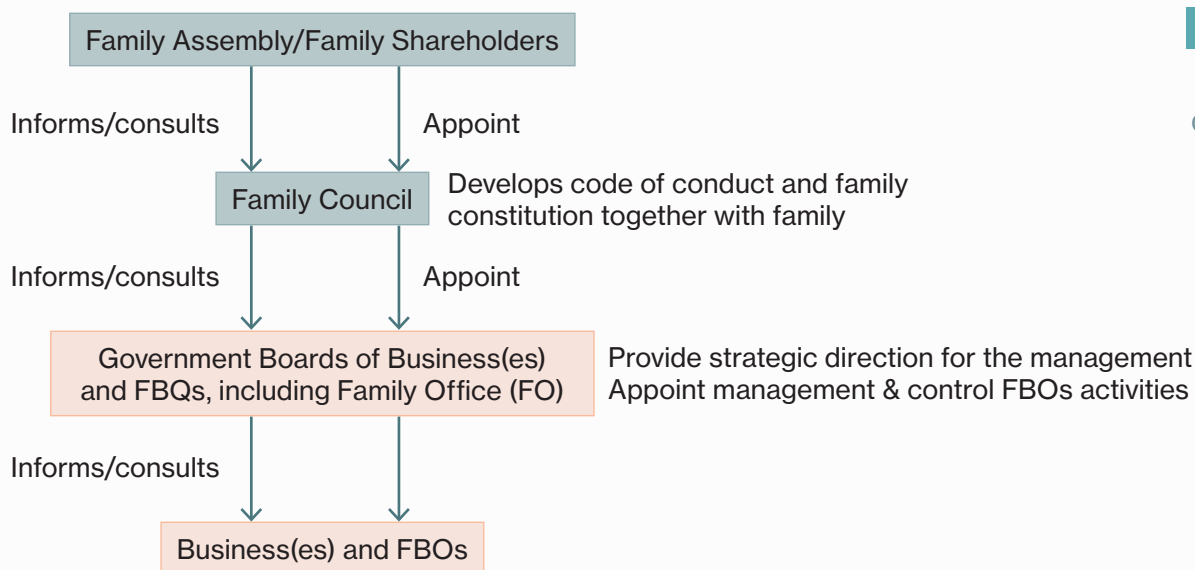 Family Assembly/Family Shareholders
Informs/consults
Appoint
Family Council
Develops code of conduct and family
constitution together with family
Informs/consults
Appoint
Government Boards of Business(es)
and FBQs, including Family Office (FO)
Provide strategic direction for the management
Appoint management & control FBOs activities
Informs/consults
Business(es) and FBOs